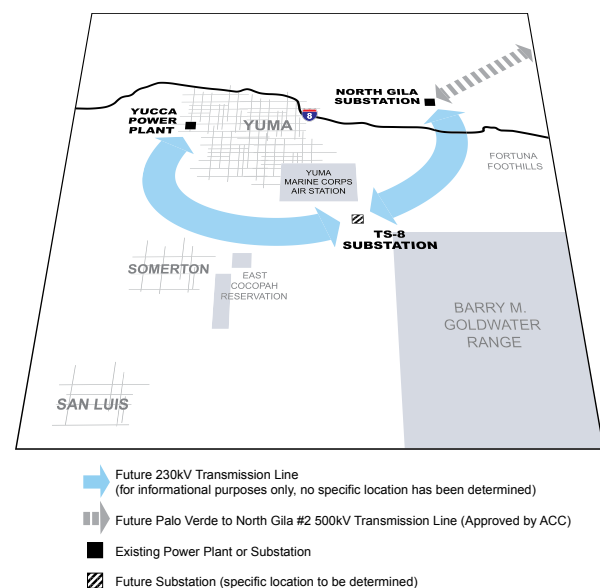 NORTH GILA
SUBSTATION
YUCCA
POWER
PLANT
YUMA
8
FORTUNA
FOOTHILLS
YUMA
MARINE CORPS
AIR STATION
TS-8
SUBSTATION
SOMERTON
EAST
COCOPAH
RESERVATION
BARRY M.
GOLDWATER
RANGE
SAN LUIS
Future 230kV Transmission Line
(for informational purposes only, no specific location has been determined)
Future Palo Verde to North Gila #2 500kV Transmission Line (Approved by ACC)
Existing Power Plant or Substation
Future Substation (specific location to be determined)